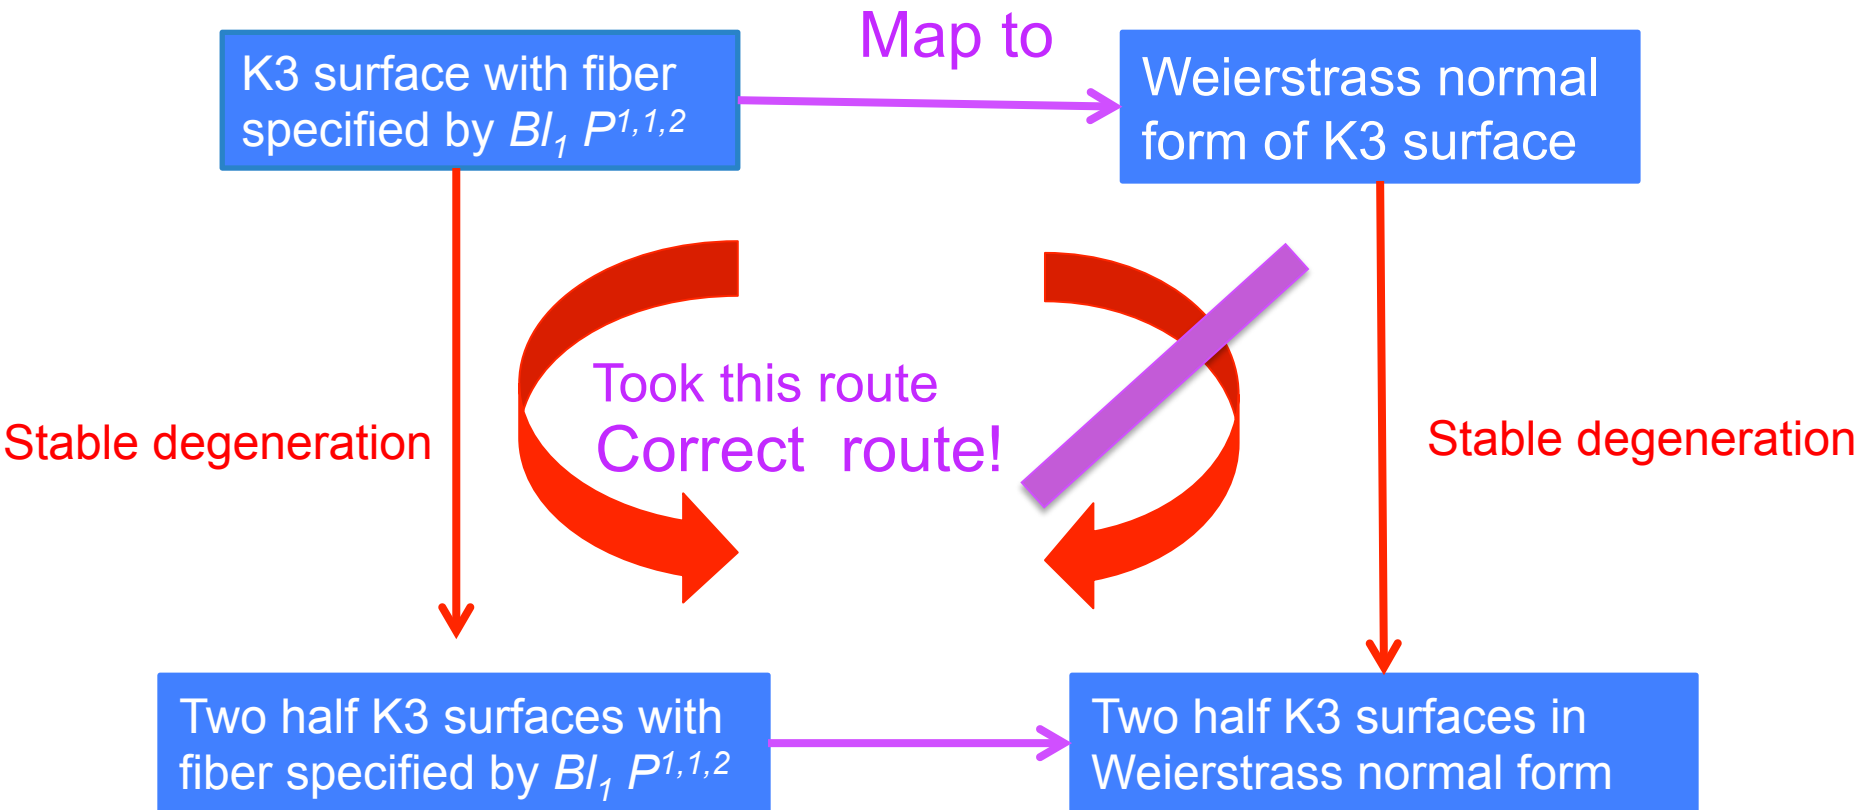 Map to
K3 surface with fiber
specified by Bl₁ P¹,¹,²
Weierstrass normal
form of K3 surface
Took this route
Correct route!
Stable degeneration
Stable degeneration
Two half K3 surfaces with
fiber specified by Bl₁ P¹,¹,²
Two half K3 surfaces in
Weierstrass normal form